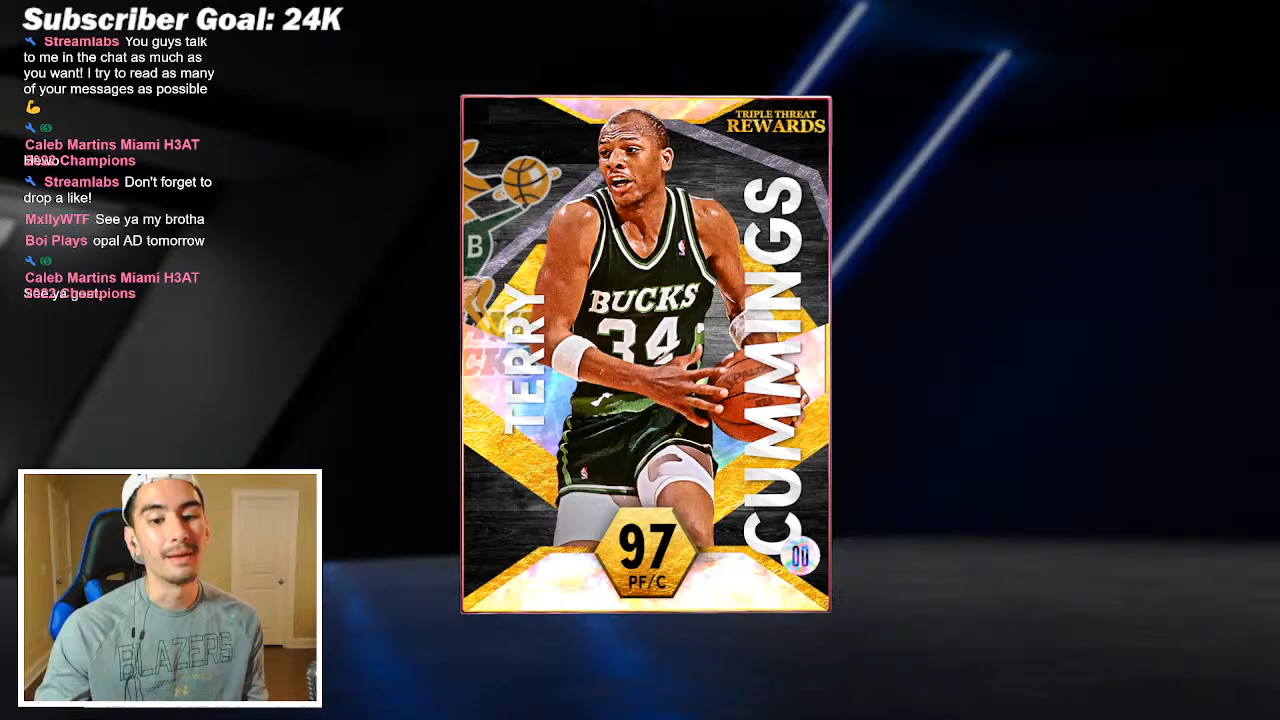 Subscriber Goal: 24K
Streamlabs You guys talk
to me in the chat as much as
you want! I try to read as many
of your messages as possible
Caleb Martins Miami H3AT
2022 Champions
Streamlabs Don't forget to
drop a like!
MxllyWTF See ya my brotha
Boi Plays opal AD tomorrow
Caleb Martins Miami H3AT
2022 Champions
TRIPLE THREAT
REWARDS
TERRY
CUMMINGS
BUCKS
34
B
97
PF/C
00
BLAZERS